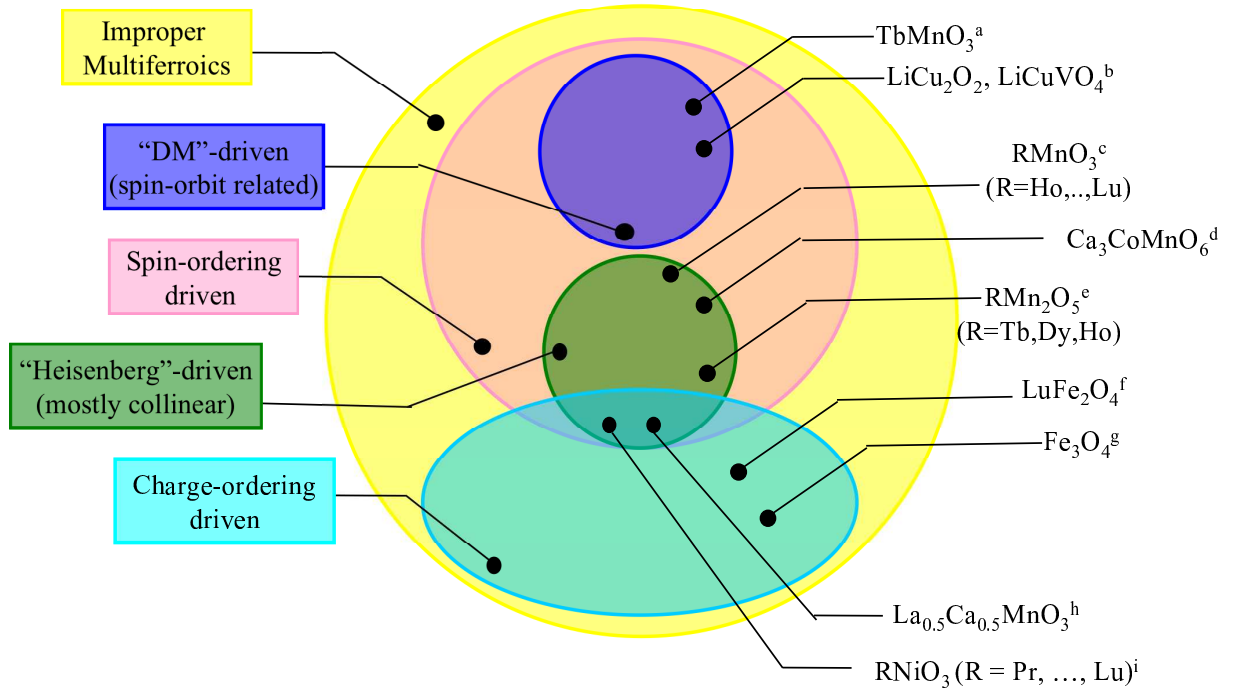 Improper
Multiferroics
“DM”-driven
(spin-orbit related)
Spin-ordering
driven
“Heisenberg”-driven
(mostly collinear)
Charge-ordering
driven
TbMnO₃ᵃ
LiCu₂O₂, LiCuVO₄ᵇ
RMnO₃ᶜ
(R=Ho,..,Lu)
Ca₃CoMnO₆ᵈ
RMn₂O₅ᵉ
(R=Tb,Dy,Ho)
LuFe₂O₄ᶠ
Fe₃O₄ᵍ
La₀.₅Ca₀.₅MnO₃ʰ
RNiO₃ (R = Pr, …, Lu)ⁱ